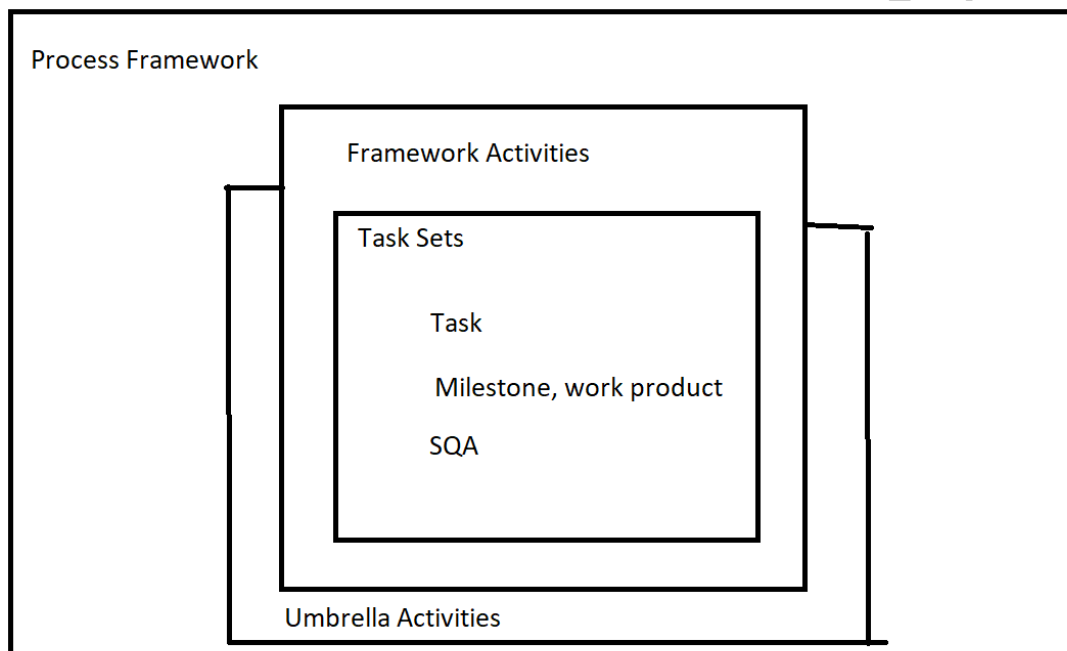 Process Framework
Framework Activities
Task Sets
Task
Milestone, work product
SQA
Umbrella Activities